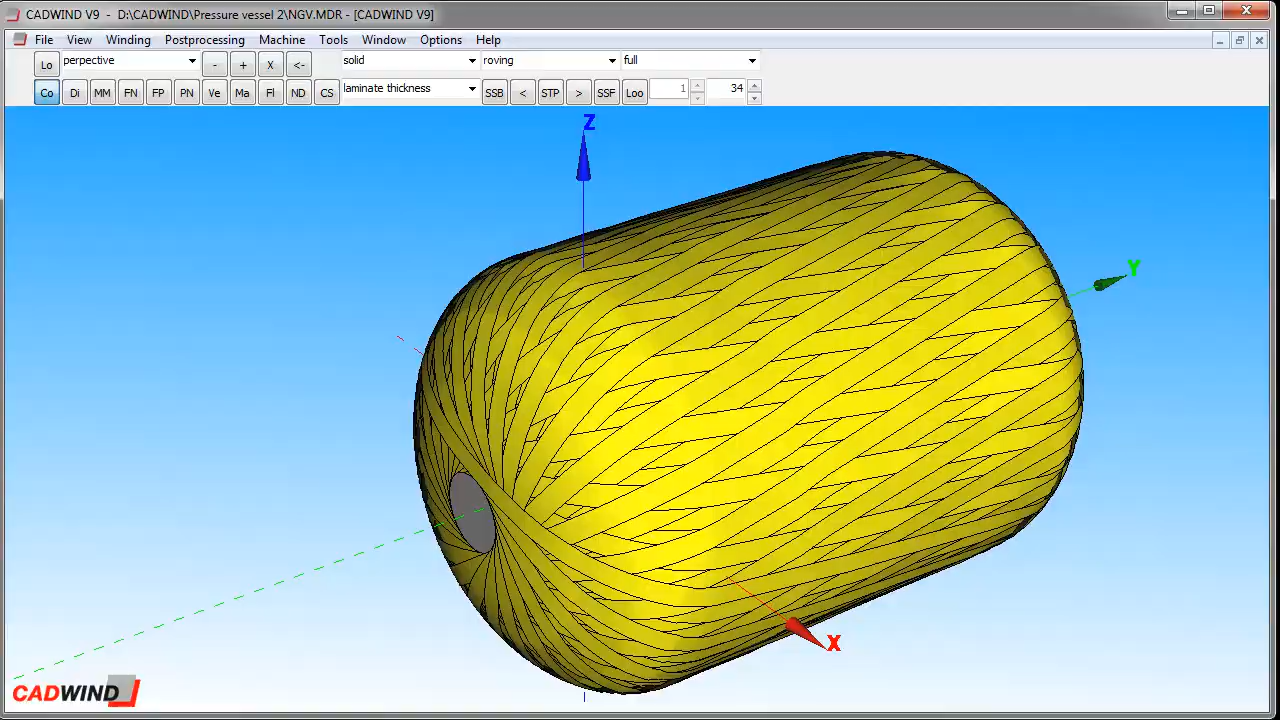 CADWIND V9 - D:\CADWIND\Pressure vessel 2\NGV.MDR - [CADWIND V9]
File View Winding Postprocessing Machine Tools Window Options Help
Lo perpective - + X <- solid roving full
Co Di MM FN FP PN Ve Ma Fl ND CS laminate thickness SSB < STP > SSF Loo 1 34
Z
Y
X
CADWIND